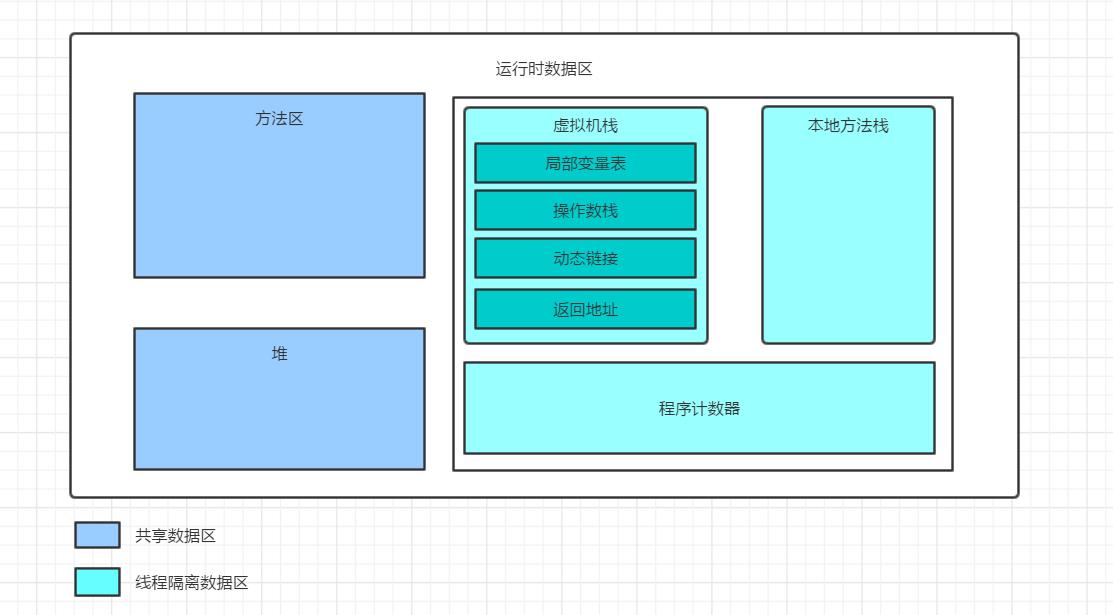 运行时数据区
方法区
堆
虚拟机栈
局部变量表
操作数栈
动态链接
返回地址
本地方法栈
程序计数器
共享数据区
线程隔离数据区